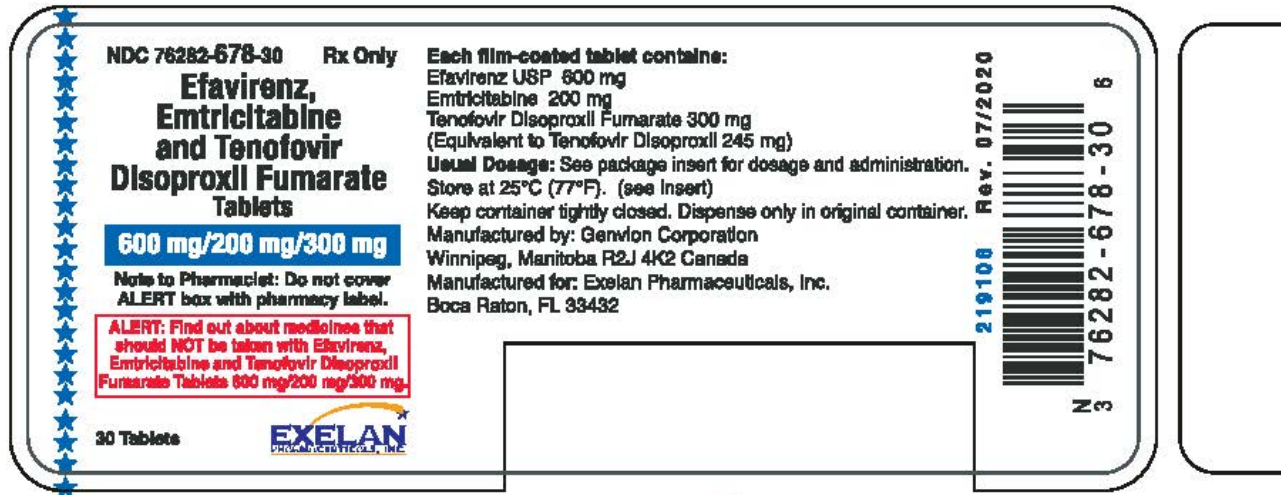 NDC 76282-678-30 Rx Only
Efavirenz,
Emtricitabine
and Tenofovir
Disoproxil Fumarate
Tablets
600 mg/200 mg/300 mg
Note to Pharmacist: Do not cover
ALERT box with pharmacy label.
ALERT: Find out about medicines that
should NOT be taken with Efavirenz,
Emtricitabine and Tenofovir Disoproxil
Fumarate Tablets 600 mg/200 mg/300 mg.
30 Tablets
EXELAN
PHARMACEUTICALS, INC.
Each film-coated tablet contains:
Efavirenz USP 600 mg
Emtricitabine 200 mg
Tenofovir Disoproxil Fumarate 300 mg
(Equivalent to Tenofovir Disoproxil 245 mg)
Usual Dosage: See package insert for dosage and administration.
Store at 25°C (77°F). (see insert)
Keep container tightly closed. Dispense only in original container.
Manufactured by: Genvion Corporation
Winnipeg, Manitoba R2J 4K2 Canada
Manufactured for: Exelan Pharmaceuticals, Inc.
Boca Raton, FL 33432
219106 Rev. 07/2020
N
3 76282-678-30 6